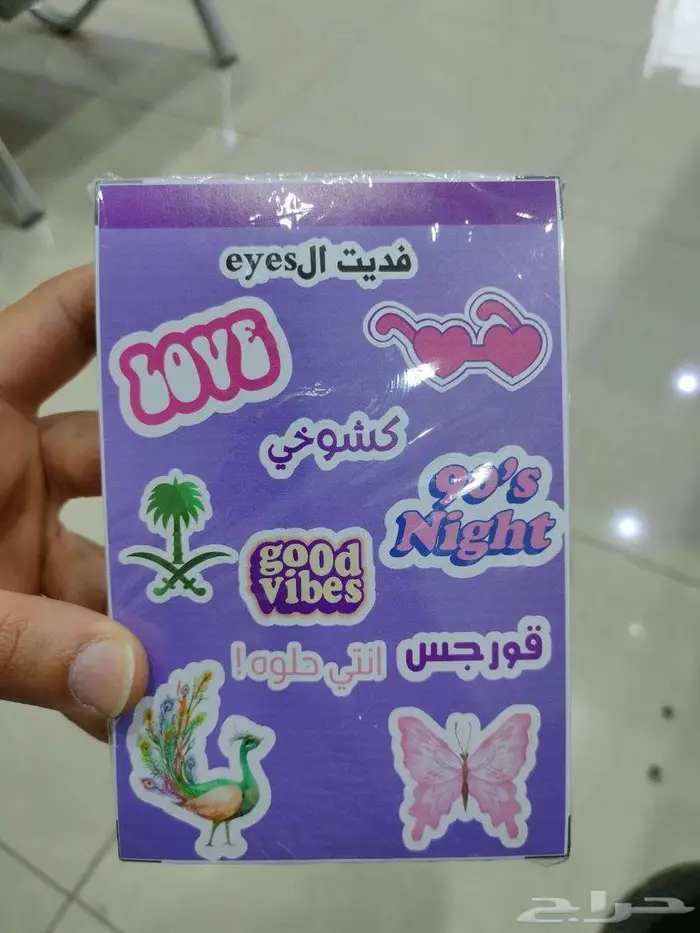 فديت الeyes
LOVE
كشوخي
90's
Night
good
vibes
قورجس
انتي حلوه !
حراج